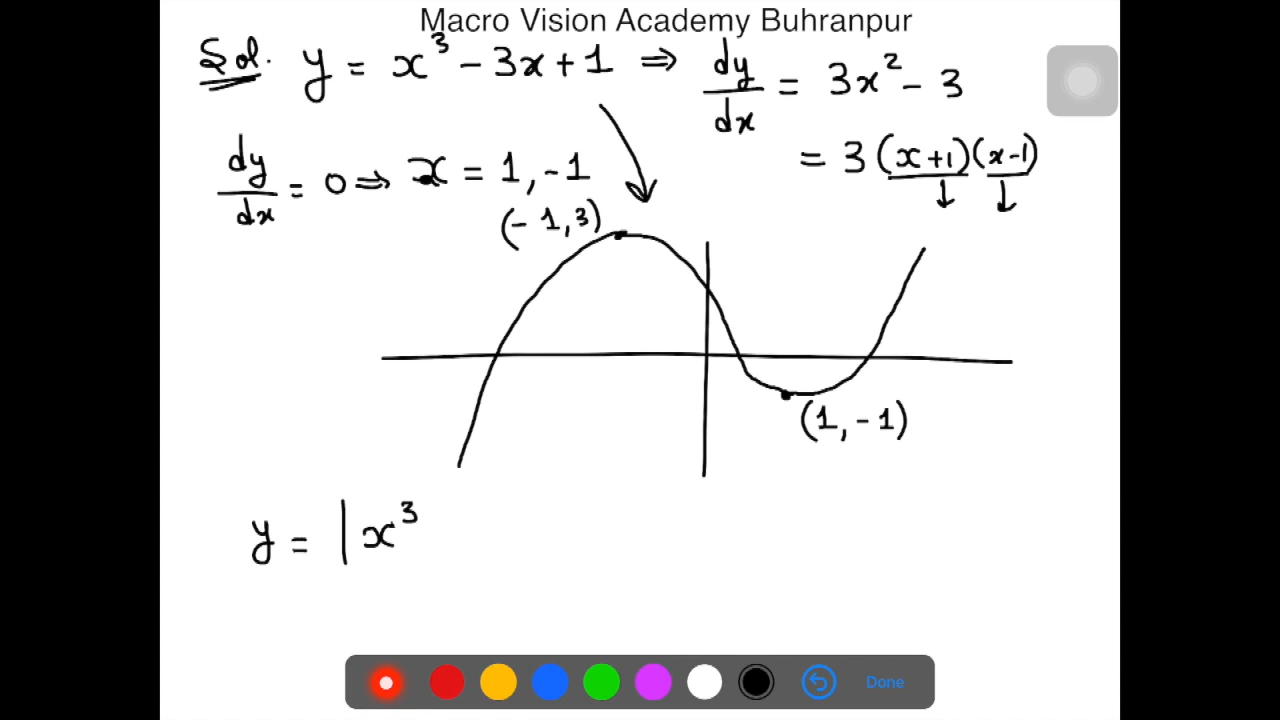 Macro Vision Academy Buhranpur
Sol. y = x³ - 3x + 1 ⇒ dy/dx = 3x² - 3
= 3 (x+1)(x-1)
dy/dx = 0 ⇒ x = 1, -1
(-1,3)
(1, -1)
y = |x³
Done